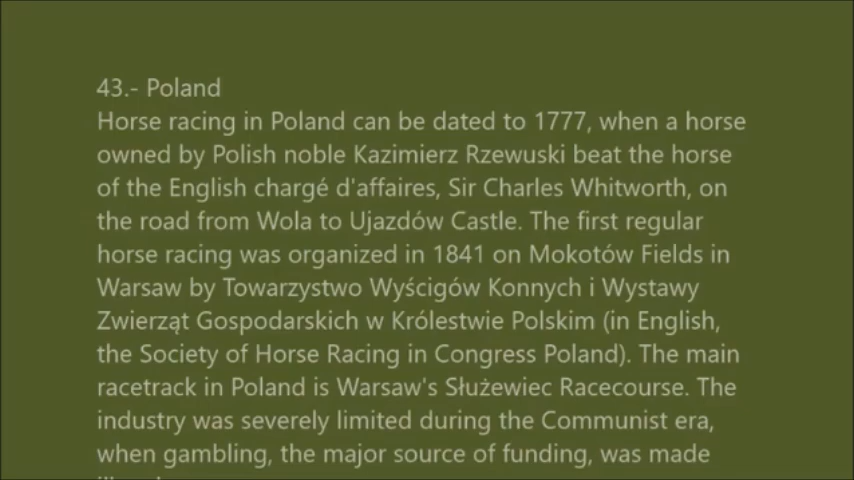 43.- Poland
Horse racing in Poland can be dated to 1777, when a horse
owned by Polish noble Kazimierz Rzewuski beat the horse
of the English chargé d'affaires, Sir Charles Whitworth, on
the road from Wola to Ujazdów Castle. The first regular
horse racing was organized in 1841 on Mokotów Fields in
Warsaw by Towarzystwo Wyścigów Konnych i Wystawy
Zwierząt Gospodarskich w Królestwie Polskim (in English,
the Society of Horse Racing in Congress Poland). The main
racetrack in Poland is Warsaw's Służewiec Racecourse. The
industry was severely limited during the Communist era,
when gambling, the major source of funding, was made